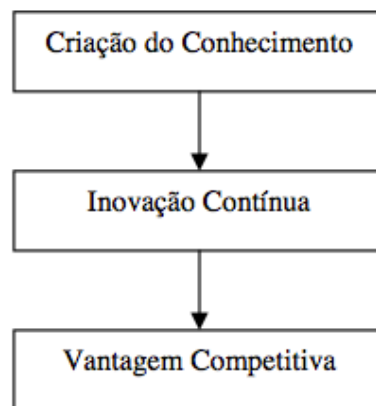 Criação do Conhecimento
Inovação Contínua
Vantagem Competitiva